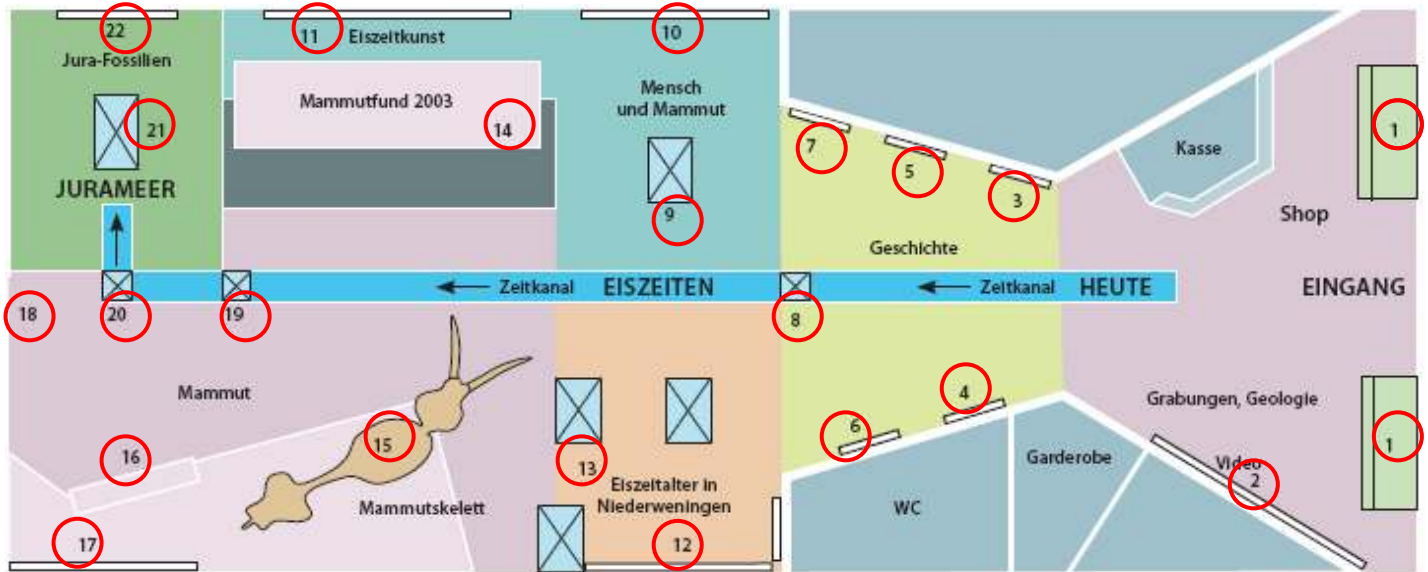 22
Jura-Fossilien
21
JURAMEER
11
Eiszeitkunst
Mammutfund 2003
14
10
Mensch
und Mammut
9
7
5
3
Geschichte
Kasse
1
Shop
EINGANG
18
20
19
Zeitkanal
EISZEITEN
8
Zeitkanal
HEUTE
Mammut
16
15
17
Mammutskelett
13
Eiszeitalter in
Niederweningen
12
6
4
WC
Garderobe
Grabungen, Geologie
Video
2
1